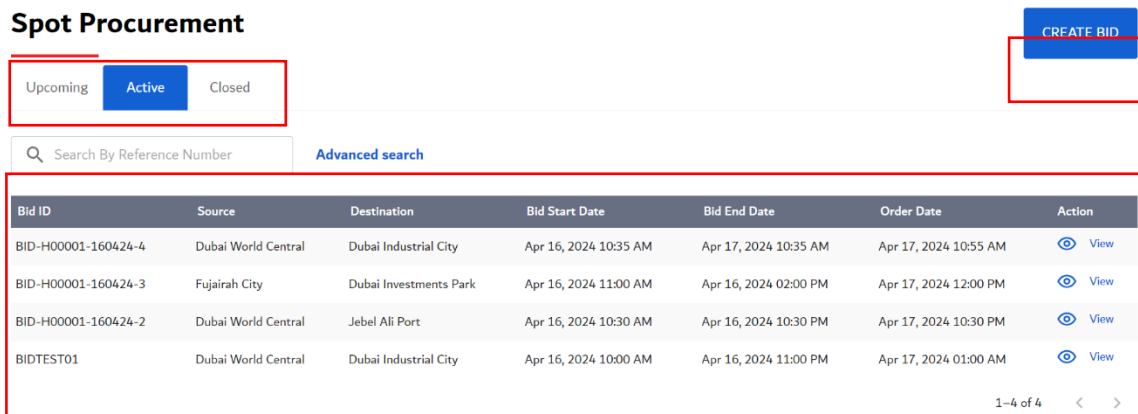 Spot Procurement
CREATE BID
Upcoming Active Closed
Search By Reference Number Advanced search
Bid ID Source Destination Bid Start Date Bid End Date Order Date Action
BID-H00001-160424-4 Dubai World Central Dubai Industrial City Apr 16, 2024 10:35 AM Apr 17, 2024 10:35 AM Apr 17, 2024 10:55 AM View
BID-H00001-160424-3 Fujairah City Dubai Investments Park Apr 16, 2024 11:00 AM Apr 16, 2024 02:00 PM Apr 17, 2024 12:00 PM View
BID-H00001-160424-2 Dubai World Central Jebel Ali Port Apr 16, 2024 10:30 AM Apr 16, 2024 10:30 PM Apr 17, 2024 10:30 PM View
BIDTEST01 Dubai World Central Dubai Industrial City Apr 16, 2024 10:00 AM Apr 16, 2024 11:00 PM Apr 17, 2024 01:00 AM View
1–4 of 4